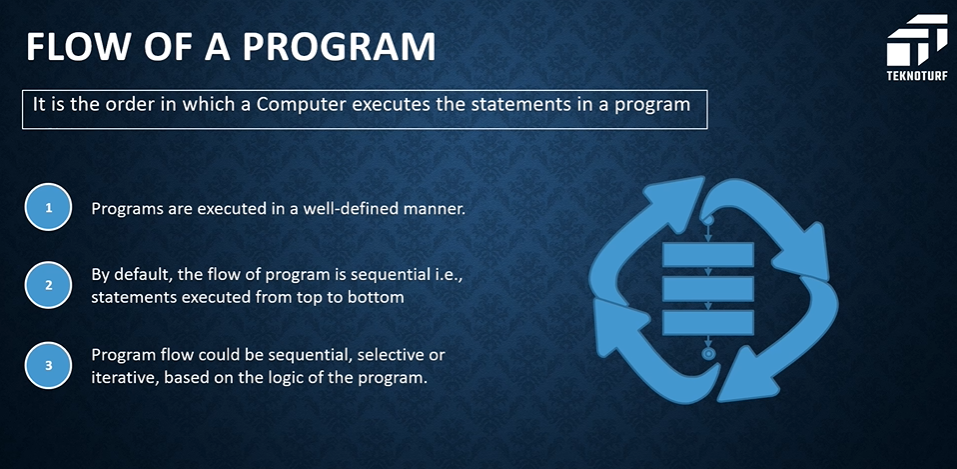 FLOW OF A PROGRAM
TEKNOTURF
It is the order in which a Computer executes the statements in a program
1
Programs are executed in a well-defined manner.
2
By default, the flow of program is sequential i.e.,
statements executed from top to bottom
3
Program flow could be sequential, selective or
iterative, based on the logic of the program.